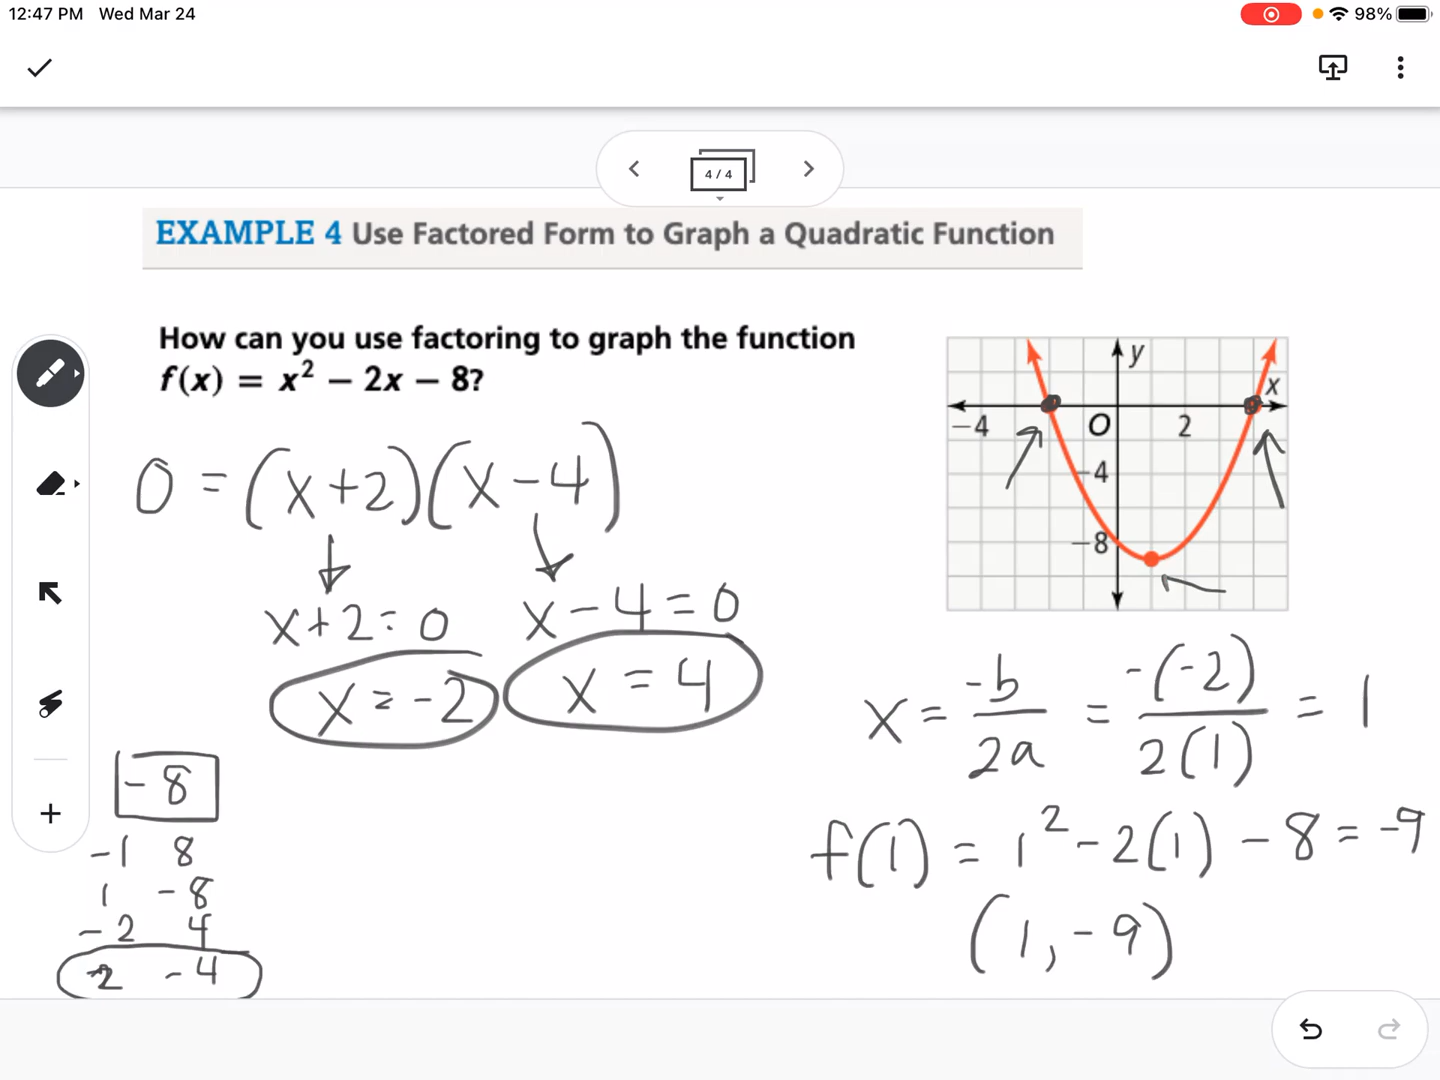 12:47 PM Wed Mar 24
98%
4 / 4
EXAMPLE 4 Use Factored Form to Graph a Quadratic Function
How can you use factoring to graph the function
f(x) = x² − 2x − 8?
0 = (x+2)(x-4)
x+2=0
x-4=0
x=-2
x=4
-8
-1 8
1 -8
-2 4
2 -4
y
x
−4
O
2
−4
−8
x = -b/2a = -(-2)/2(1) = 1
f(1) = 1² - 2(1) - 8 = -9
(1, -9)